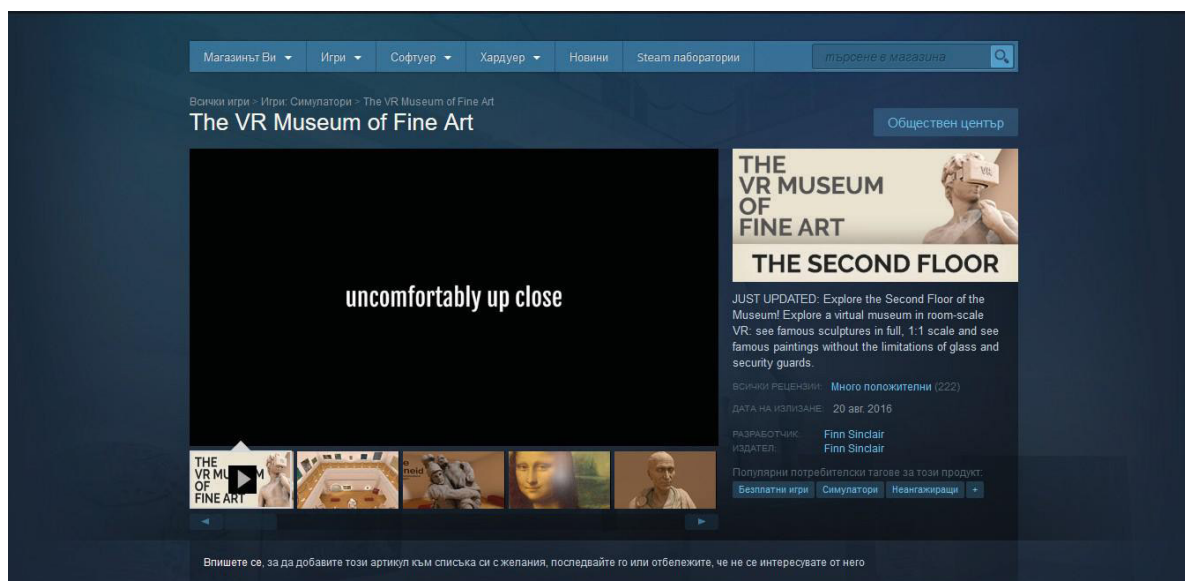 Магазинът Ви
Игри
Софтуер
Хардуер
Новини
Steam лаборатории
търсене в магазина
Всички игри > Игри: Симулатори > The VR Museum of Fine Art
The VR Museum of Fine Art
Обществен център
uncomfortably up close
THE
VR MUSEUM
OF
FINE ART
THE SECOND FLOOR
JUST UPDATED: Explore the Second Floor of the
Museum! Explore a virtual museum in room-scale
VR: see famous sculptures in full, 1:1 scale and see
famous paintings without the limitations of glass and
security guards.
ВСИЧКИ РЕЦЕНЗИИ: Много положителни (222)
ДАТА НА ИЗЛИЗАНЕ: 20 авг. 2016
РАЗРАБОТЧИК: Finn Sinclair
ИЗДАТЕЛ: Finn Sinclair
Популярни потребителски тагове за този продукт:
Безплатни игри Симулатори Неангажиращи +
THE
VR M M
OF
FINE ART
Впишете се, за да добавите този артикул към списъка си с желания, последвайте го или отбележите, че не се интересувате от него